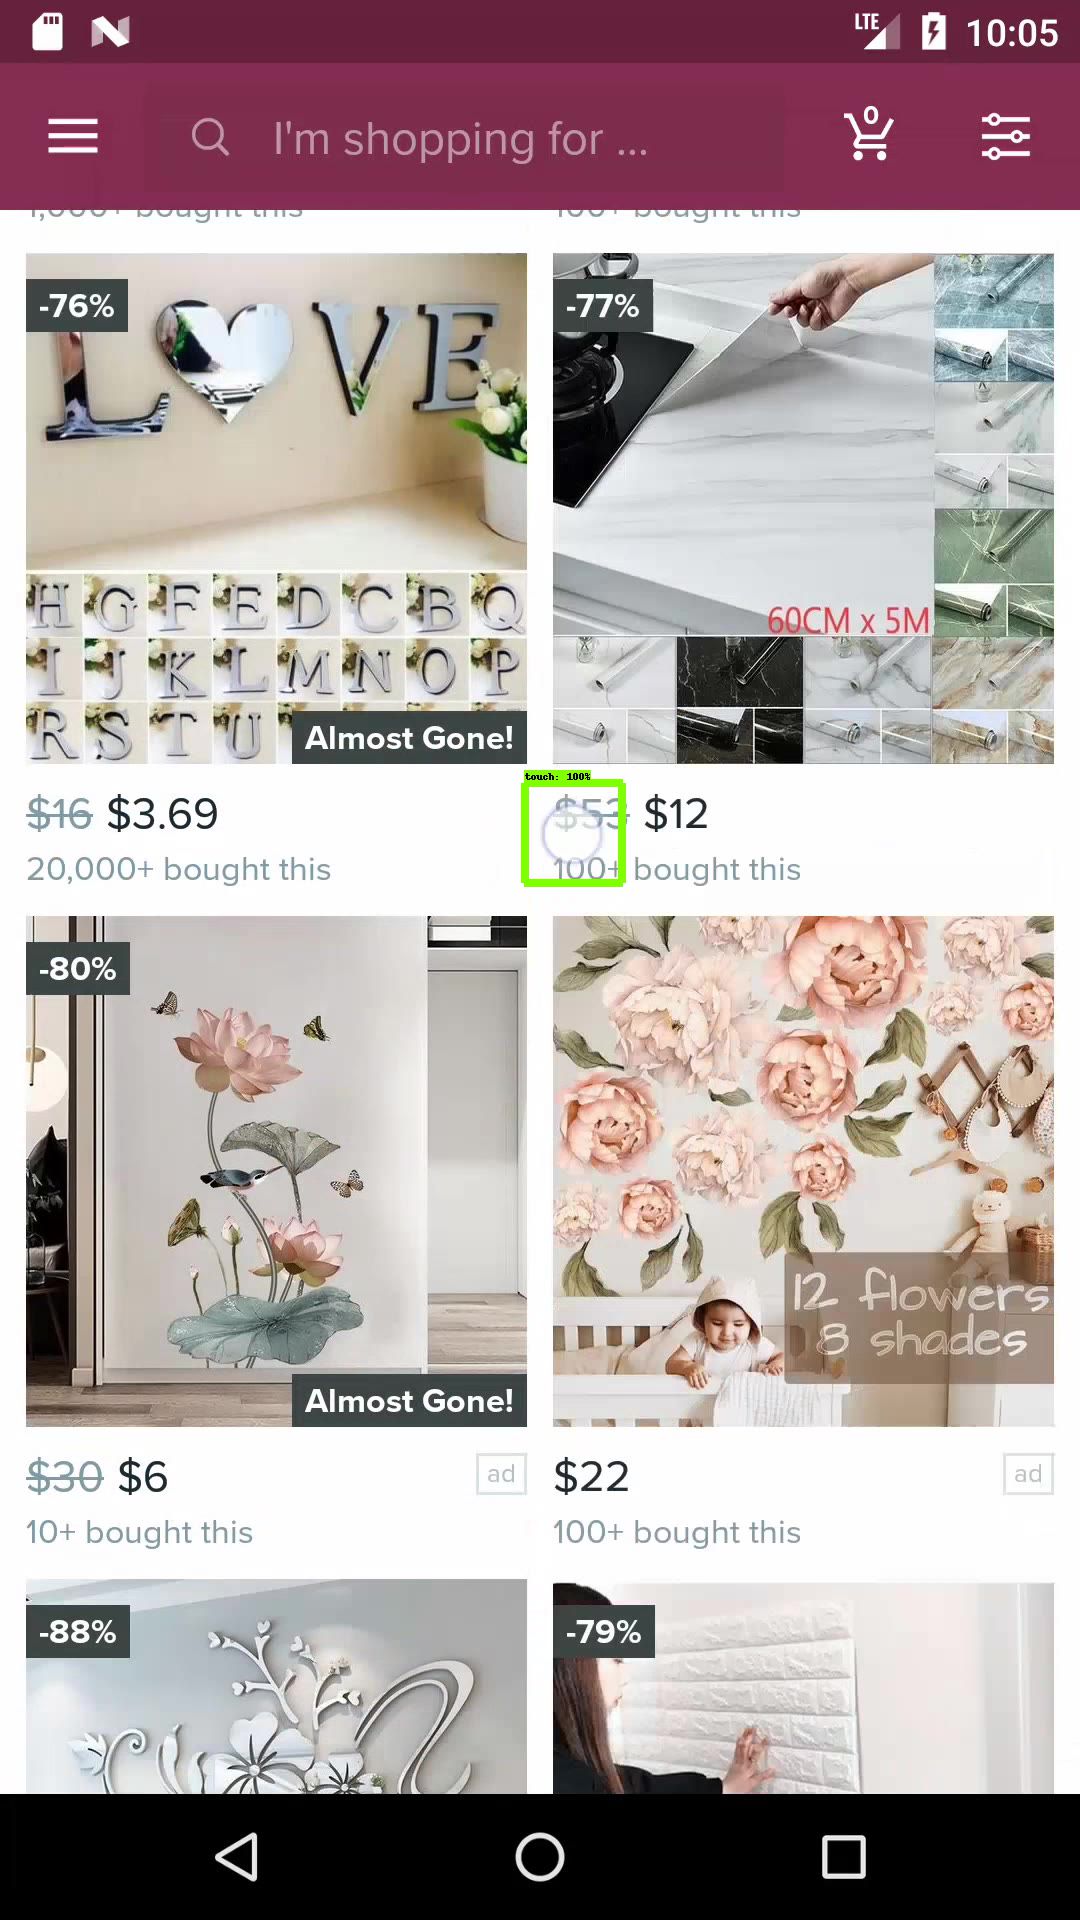 LTE 10:05
I'm shopping for ...
0
1,000+ bought this
100+ bought this
-76%
LOVE
H G F E D C B Q
I J K L M N O P
R S T U
Almost Gone!
-77%
60CM x 5M
touch: 100%
$16 $3.69
20,000+ bought this
$53 $12
100+ bought this
-80%
Almost Gone!
12 flowers
8 shades
$30 $6
ad
10+ bought this
$22
ad
100+ bought this
-88%
-79%